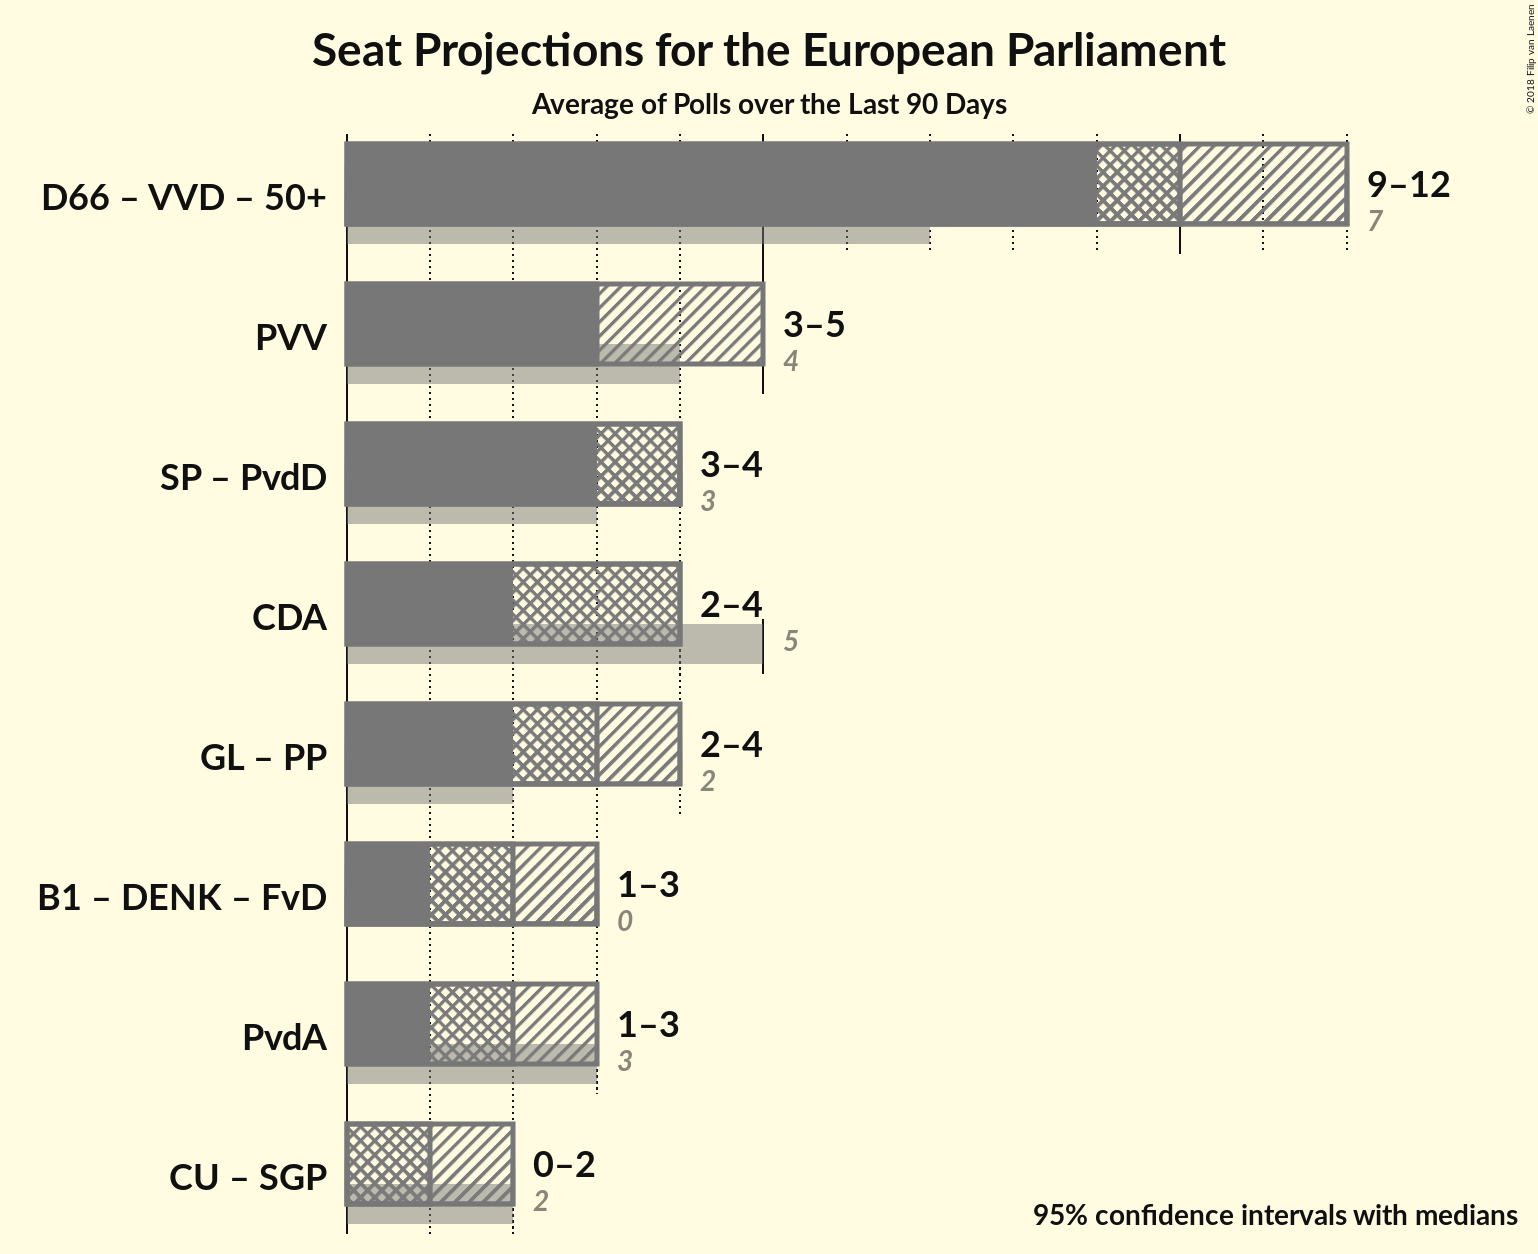 Seat Projections for the European Parliament
Average of Polls over the Last 90 Days
© 2018 Filip van Laenen
D66 – VVD – 50+
9–12
7
PVV
3–5
4
SP – PvdD
3–4
3
CDA
2–4
5
GL – PP
2–4
2
B1 – DENK – FvD
1–3
0
PvdA
1–3
3
CU – SGP
0–2
2
95% confidence intervals with medians